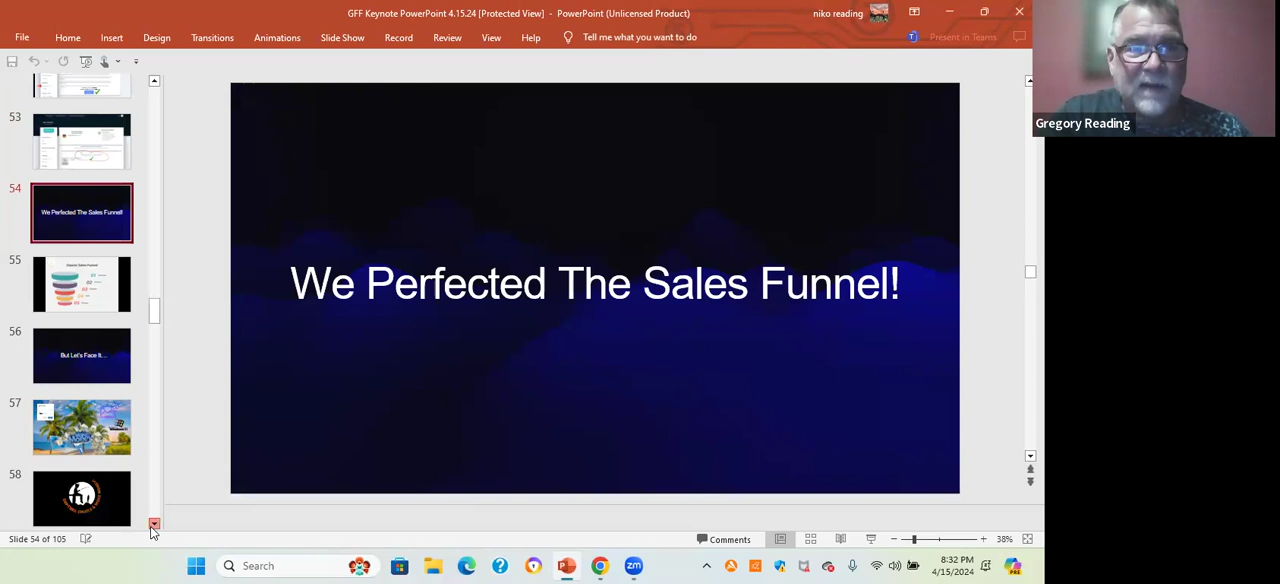 GFF Keynote PowerPoint 4.15.24 [Protected View] - PowerPoint (Unlicensed Product)
niko reading
File Home Insert Design Transitions Animations Slide Show Record Review View Help Tell me what you want to do Present in Teams
Gregory Reading
53
54
We Perfected The Sales Funnel!
55
56
But Let's Face It...
57
58
We Perfected The Sales Funnel!
Slide 54 of 105
Comments
38%
Search
zm
8:32 PM
4/15/2024
PRE